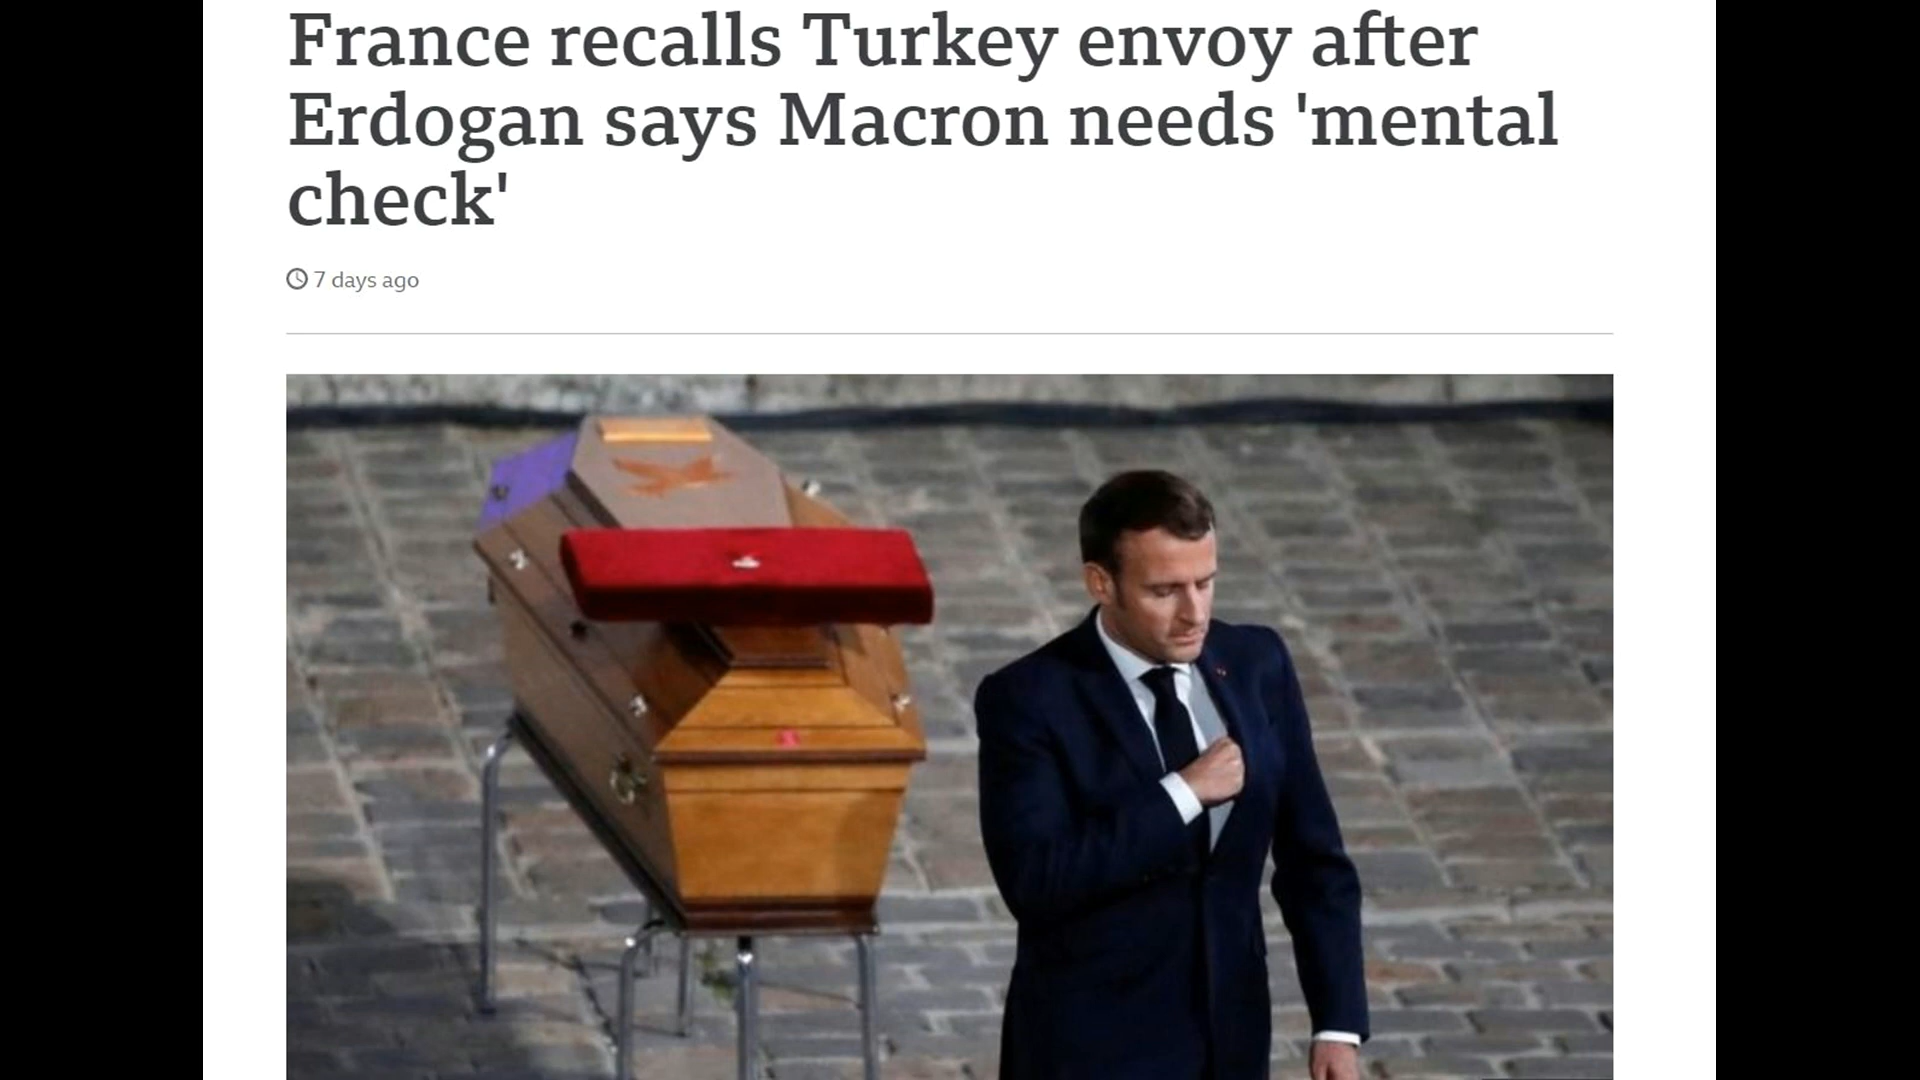 France recalls Turkey envoy after
Erdogan says Macron needs 'mental
check'
7 days ago